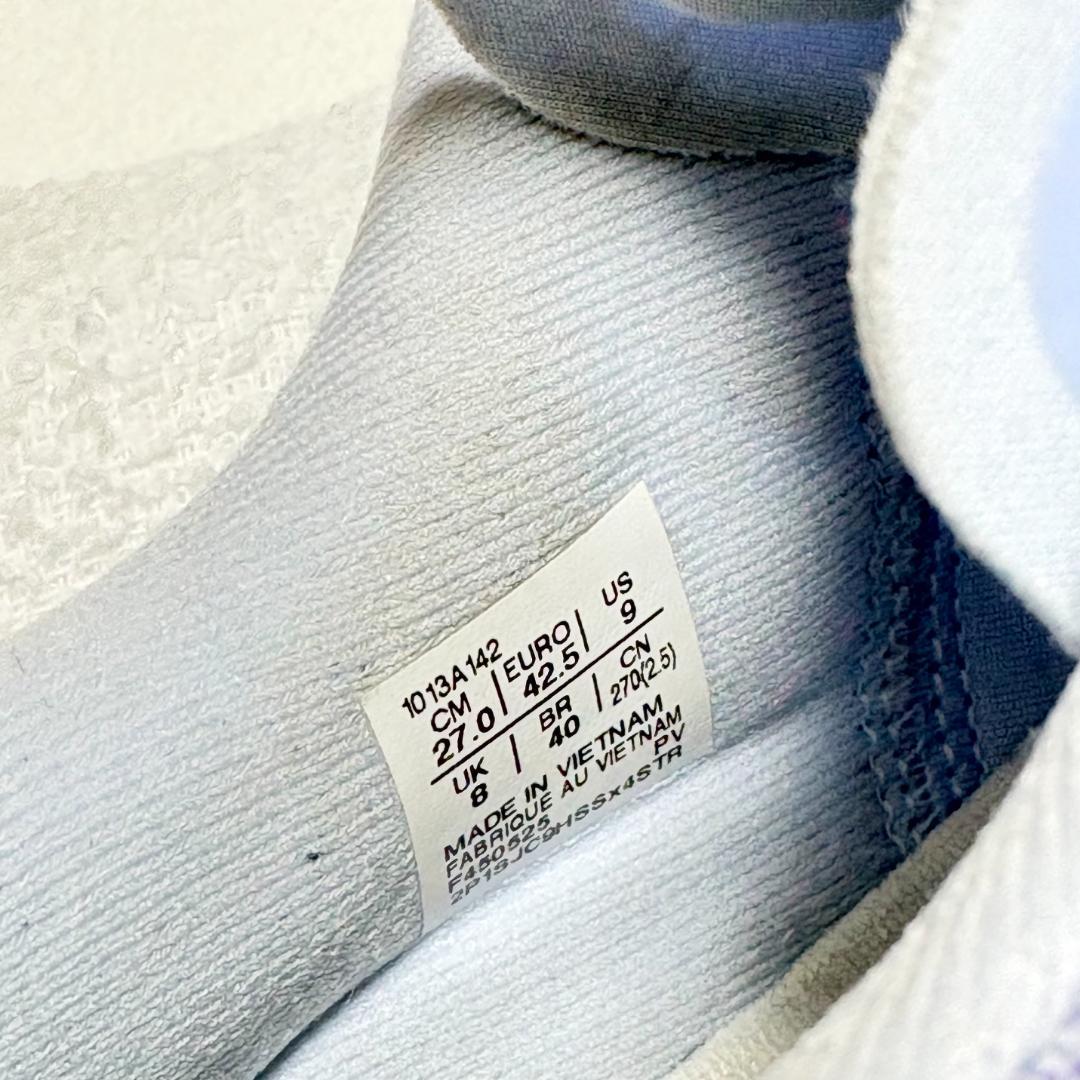 1013A142
CM | EURO | US
27.0 | 42.5 | 9
UK | BR | CN
8 | 40 | 270(2.5)
MADE IN VIETNAM
FABRIQUE AU VIETNAM
F450525 PV